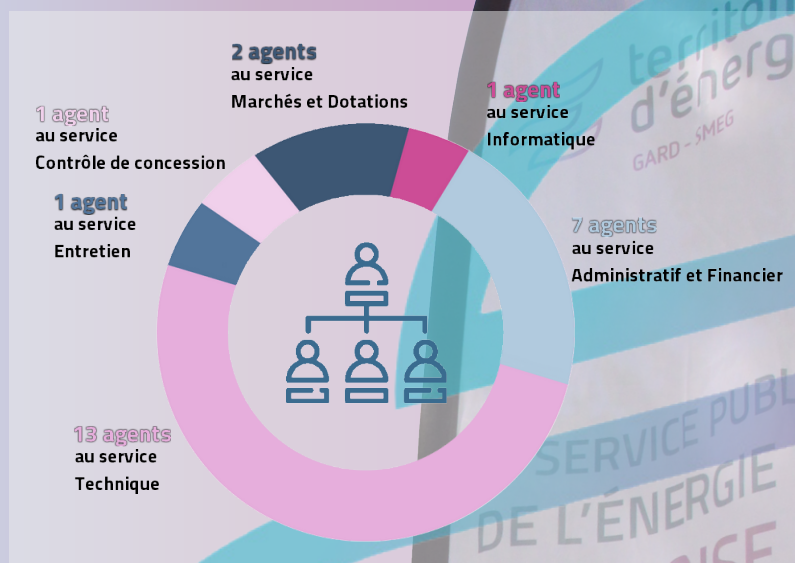 2 agents
au service
Marchés et Dotations
1 agent
au service
Informatique
1 agent
au service
Contrôle de concession
1 agent
au service
Entretien
7 agents
au service
Administratif et Financier
13 agents
au service
Technique
d'énerg
GARD - SMEG
SERVICE PUBL
DE L'ÉNERGIE